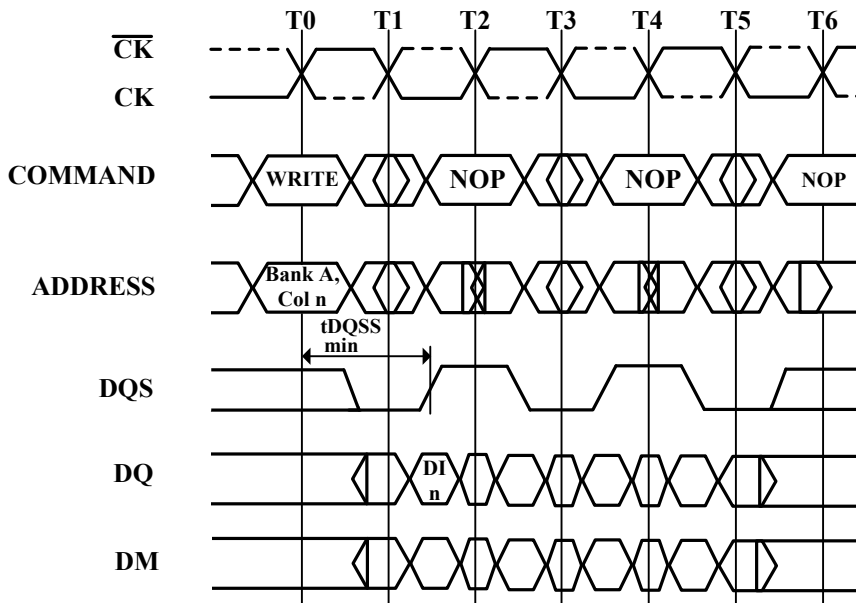 T0 T1 T2 T3 T4 T5 T6
CK
CK
COMMAND WRITE NOP NOP NOP
ADDRESS Bank A,
Col n
tDQSS
min
DQS
DQ DI
n
DM